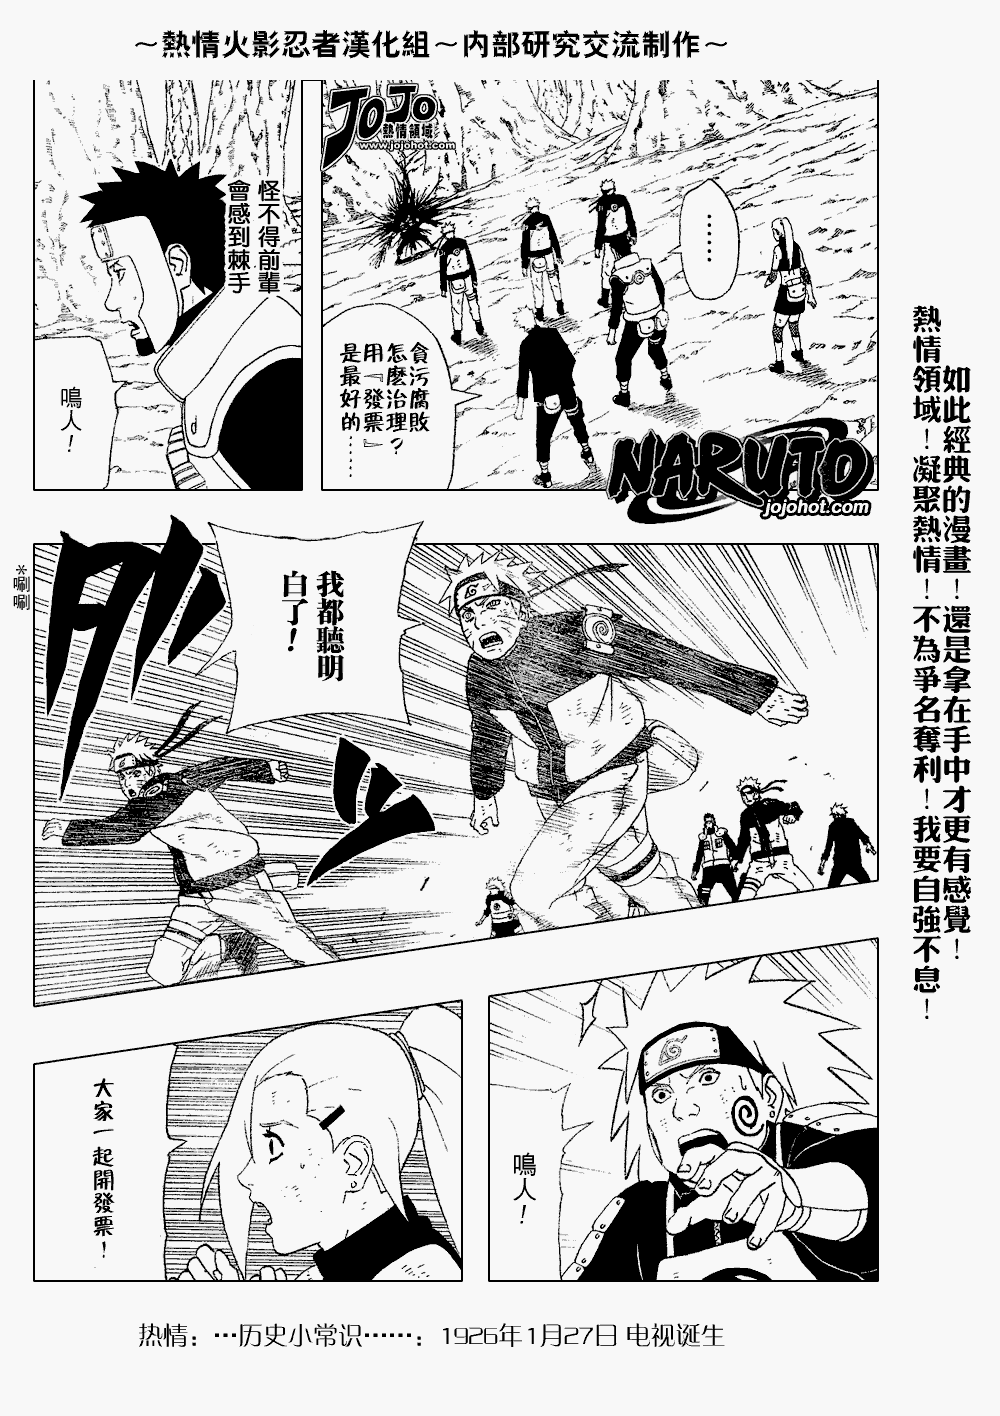 ～熱情火影忍者漢化組～内部研究交流制作～
JOJO
熱情領域
www.jojohot.com
……
貪污腐敗
怎麼治理？
用『發票』
是最好的……
NARUTO
jojohot.com
怪不得前輩
會感到棘手
鳴人！
我都聽明
白了！
ダダッ
*唰唰
鳴人！
大家一起開發票！
如此經典的漫畫！還是拿在手中才更有感覺！
熱情領域！凝聚熱情！不為爭名奪利！我要自強不息！
热情：…历史小常识……：1926年1月27日 电视诞生